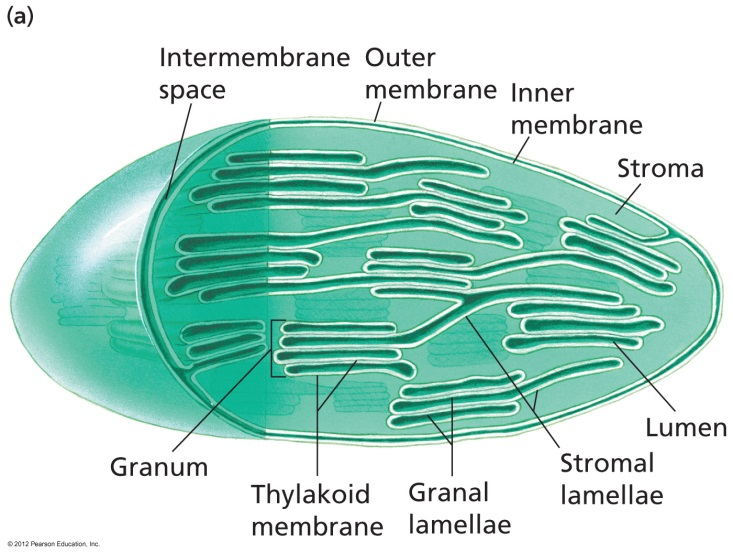 (a)
Intermembrane
space
Outer
membrane
Inner
membrane
Stroma
Granum
Thylakoid
membrane
Granal
lamellae
Stromal
lamellae
Lumen
© 2012 Pearson Education, Inc.